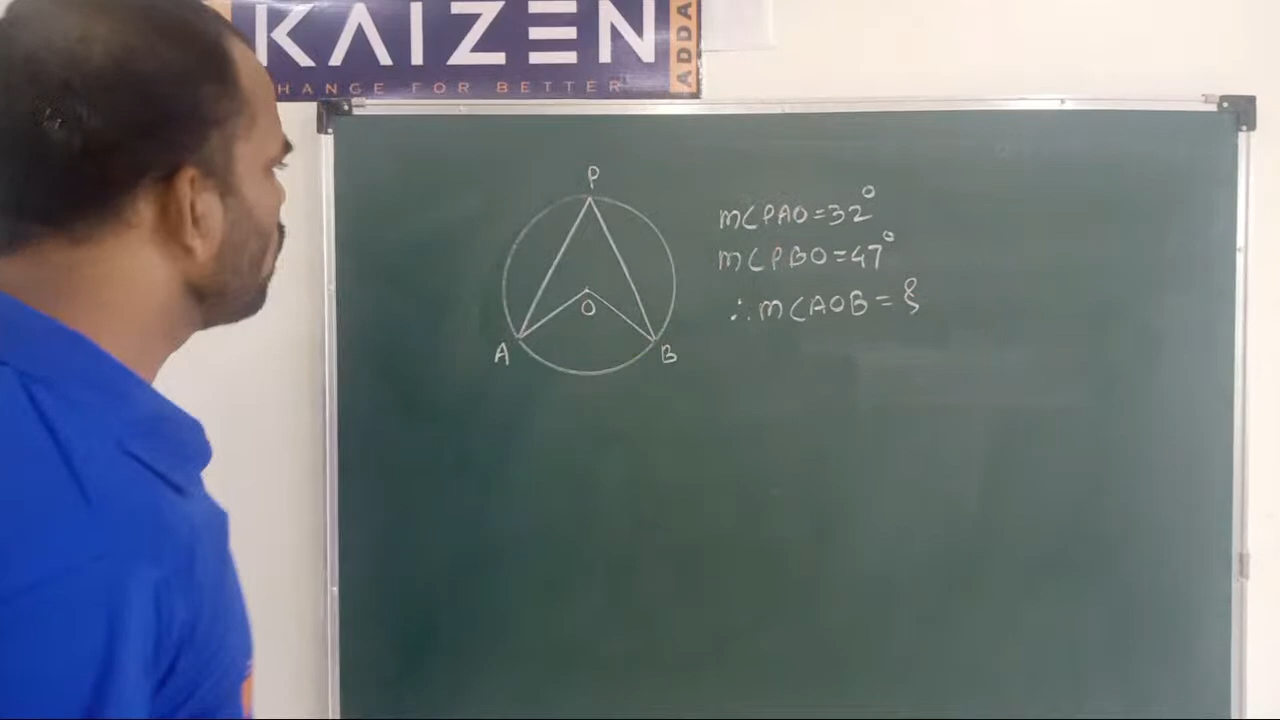 KAIZEN
ADDA
HANGE FOR BETTER
P
O
A
B
m∠PAO=32°
m∠PBO=47°
∴m∠AOB=